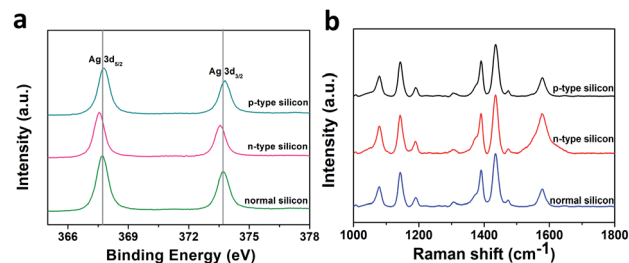 a
Ag 3d5/2
Ag 3d3/2
p-type silicon
n-type silicon
normal silicon
Intensity (a.u.)
366
369
372
375
378
Binding Energy (eV)
b
p-type silicon
n-type silicon
normal silicon
Intensity (a.u.)
1000
1200
1400
1600
1800
Raman shift (cm-1)